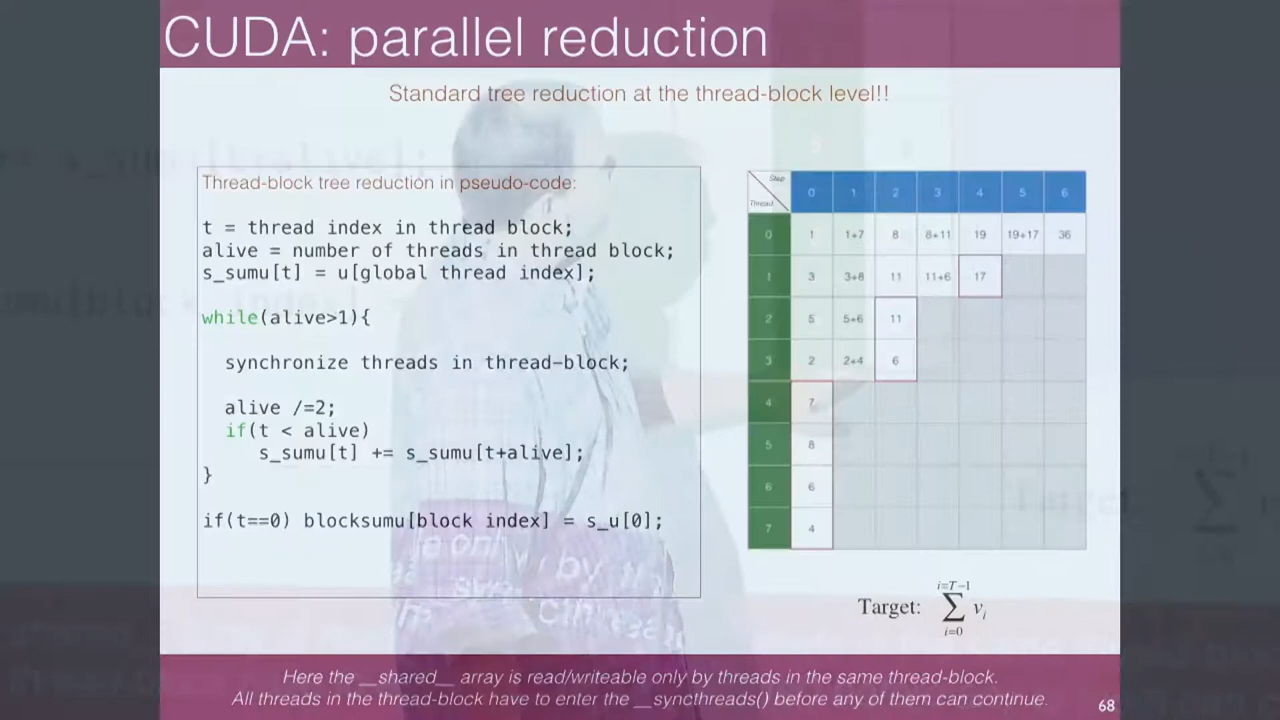 CUDA: parallel reduction
Standard tree reduction at the thread-block level!!
Thread-block tree reduction in pseudo-code:
t = thread index in thread block;
alive = number of threads in thread block;
s_sumu[t] = u[global thread index];
while(alive>1){
synchronize threads in thread-block;
alive /=2;
if(t < alive)
s_sumu[t] += s_sumu[t+alive];
}
if(t==0) blocksumu[block index] = s_u[0];
Step
Thread
0 1 2 3 4 5 6
0 1 1+7 8 8+11 19 19+17 36
1 3 3+8 11 11+6 17
2 5 5+6 11
3 2 2+4 6
4 7
5 8
6 6
7 4
Target: ∑ i=0 i=T−1 vᵢ
Here the __shared__ array is read/writeable only by threads in the same thread-block.
All threads in the thread-block have to enter the __syncthreads() before any of them can continue.
68